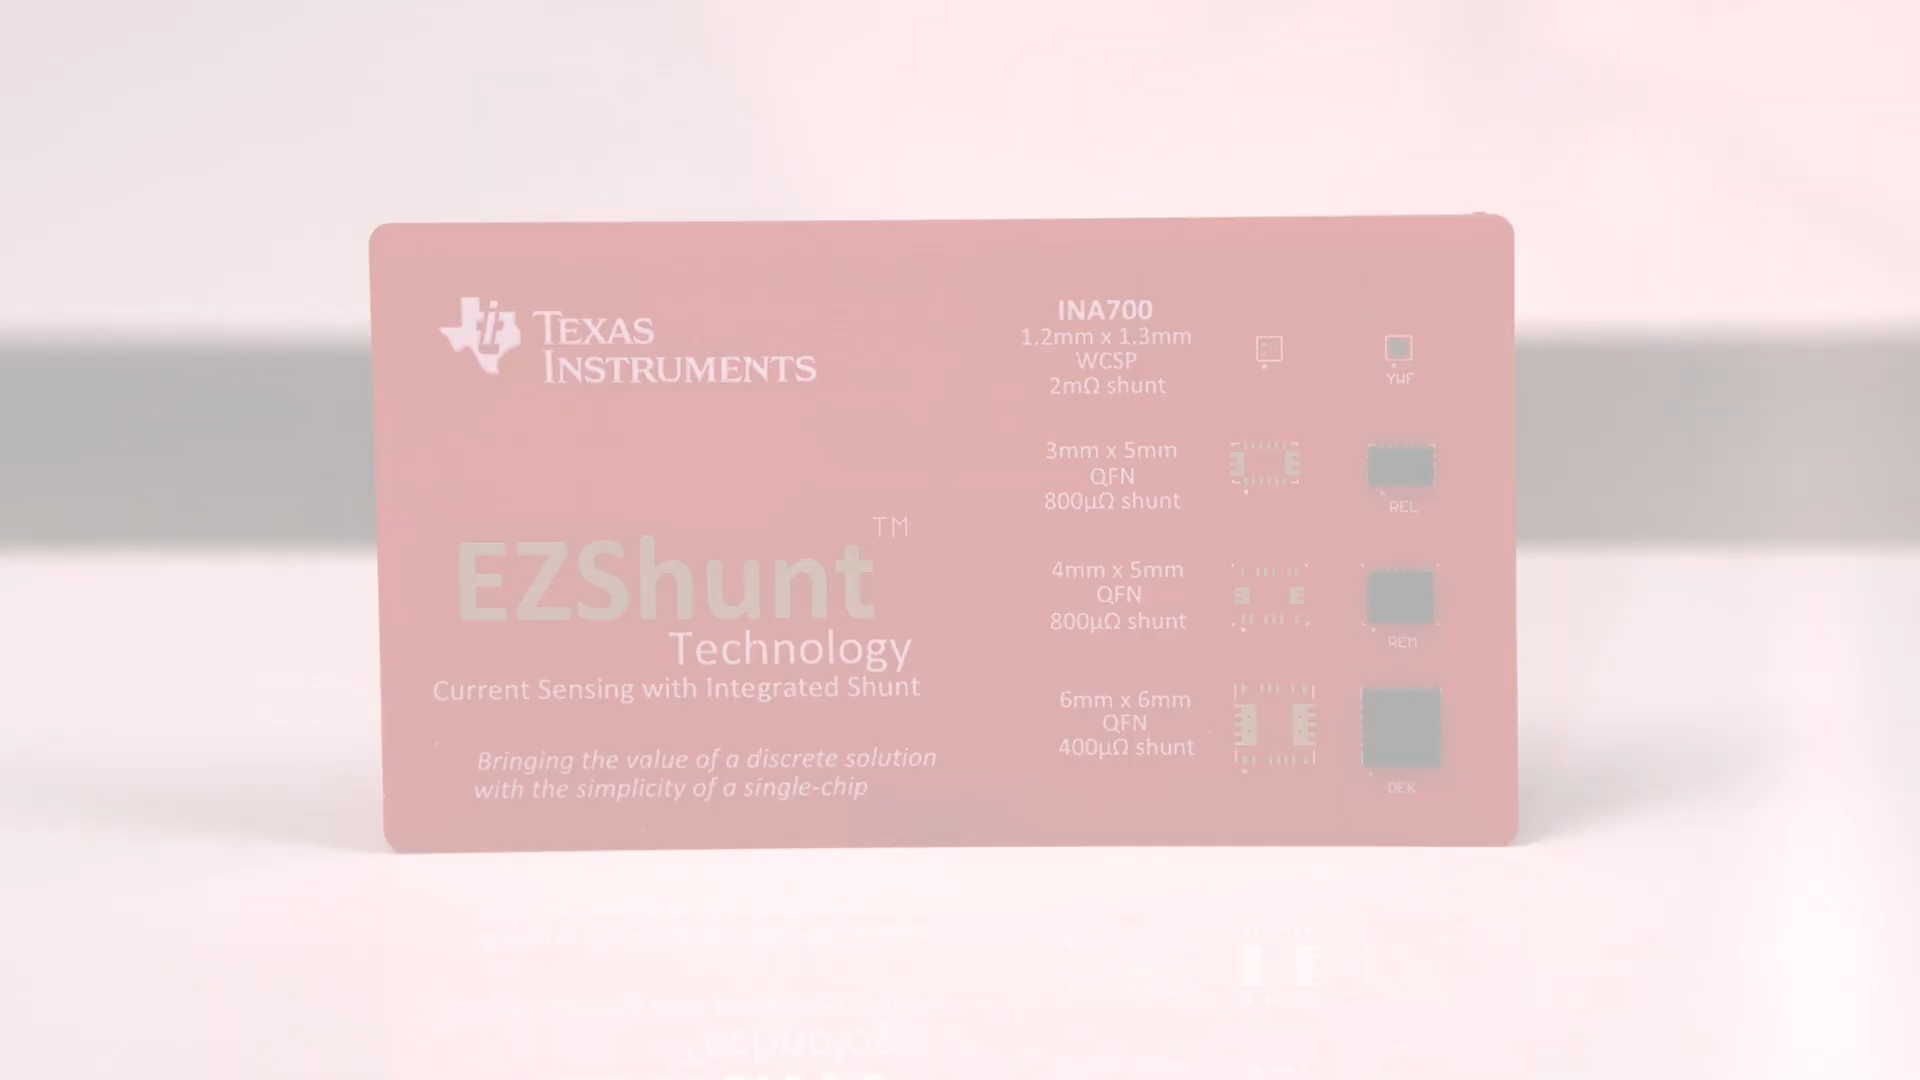 TEXAS
INSTRUMENTS
EZShunt™
Technology
Current Sensing with Integrated Shunt
Bringing the value of a discrete solution
with the simplicity of a single-chip
INA700
1.2mm x 1.3mm
WCSP
2mΩ shunt
YWF
3mm x 5mm
QFN
800µΩ shunt
REL
4mm x 5mm
QFN
800µΩ shunt
REM
6mm x 6mm
QFN
400µΩ shunt
DEK